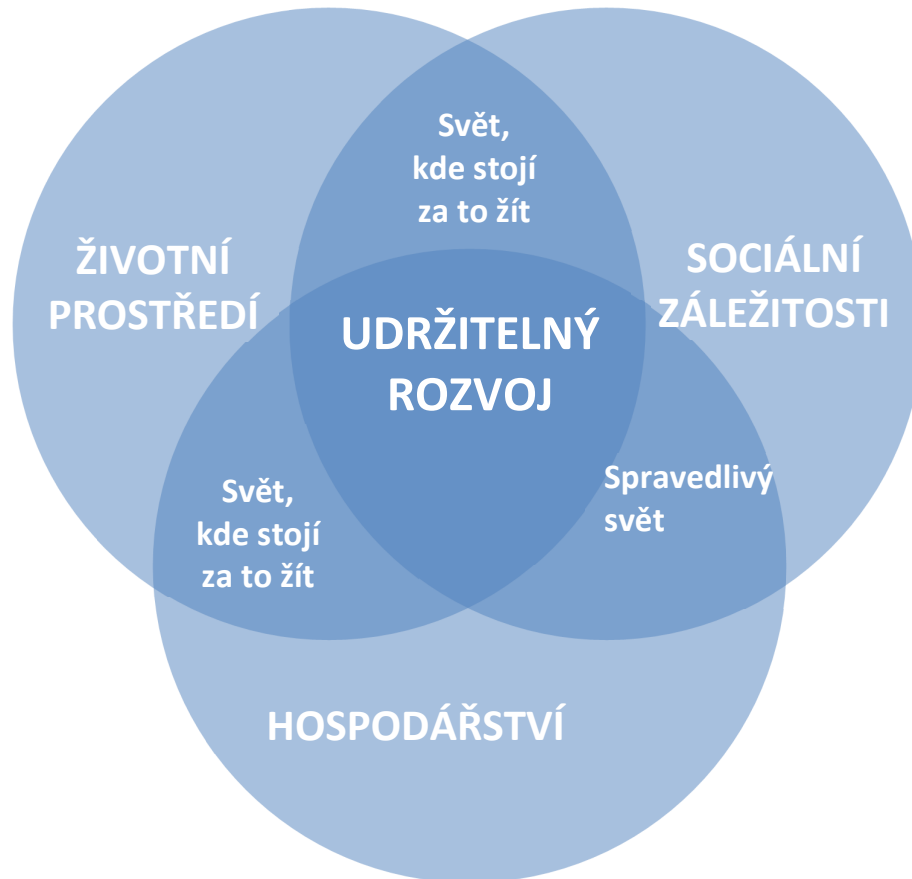 Svět,
kde stojí
za to žít
ŽIVOTNÍ
PROSTŘEDÍ
SOCIÁLNÍ
ZÁLEŽITOSTI
UDRŽITELNÝ
ROZVOJ
Svět,
kde stojí
za to žít
Spravedlivý
svět
HOSPODÁŘSTVÍ